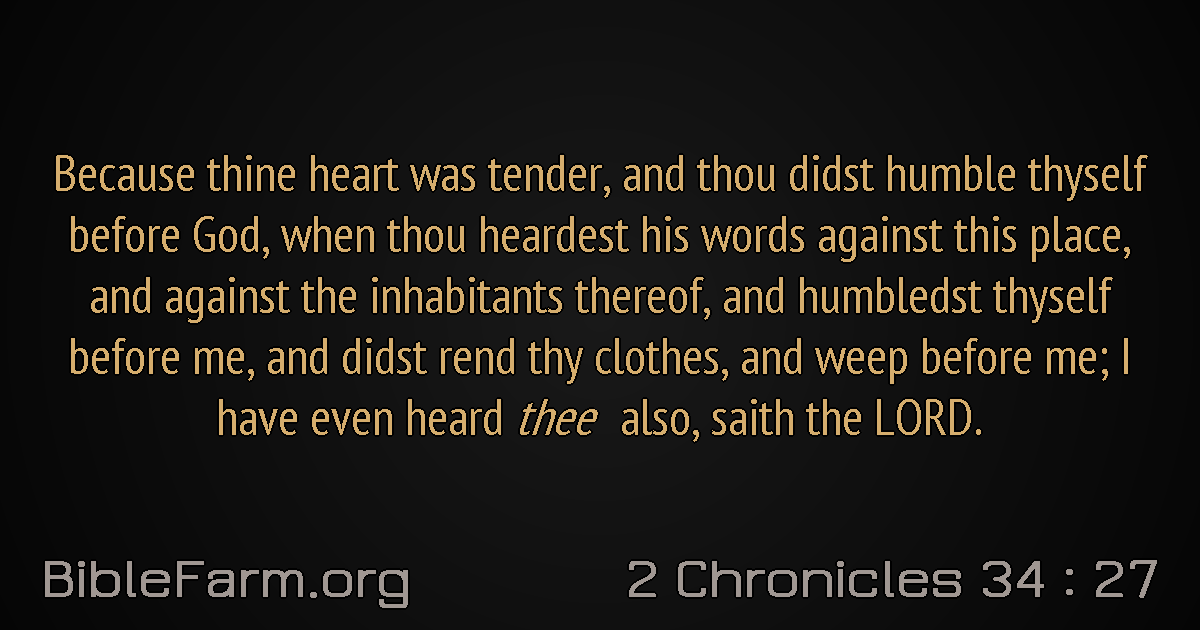 Because thine heart was tender, and thou didst humble thyself
before God, when thou heardest his words against this place,
and against the inhabitants thereof, and humbledst thyself
before me, and didst rend thy clothes, and weep before me; I
have even heard thee also, saith the LORD.
BibleFarm.org
2 Chronicles 34 : 27